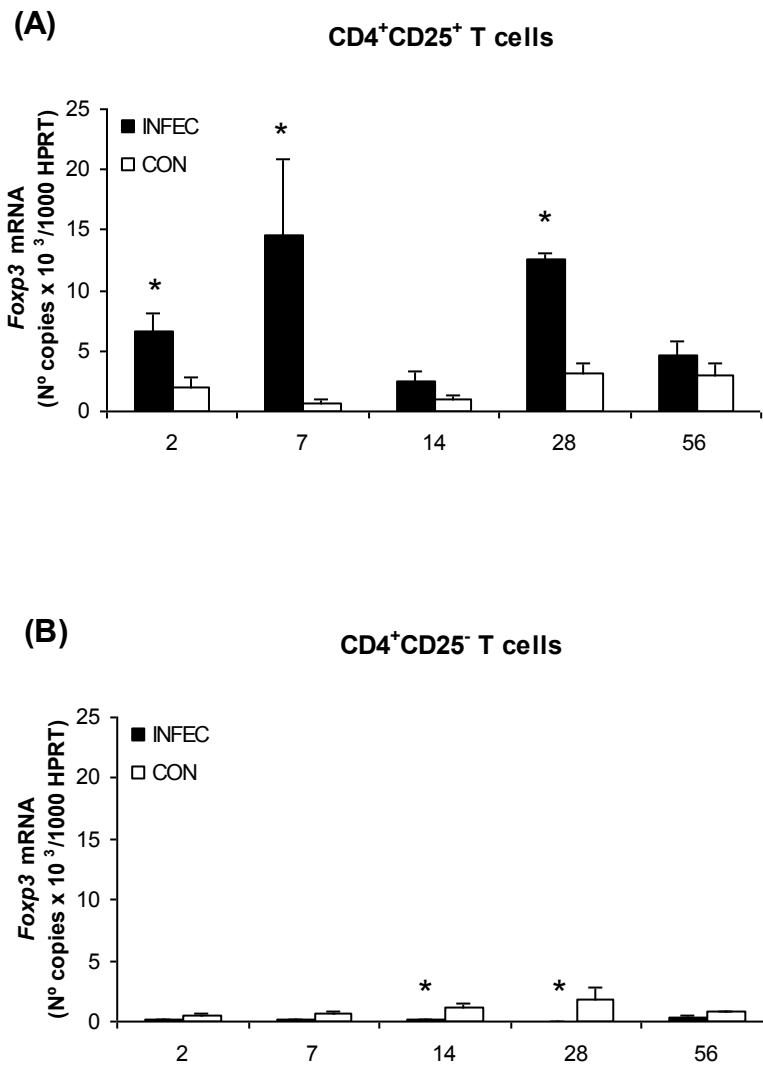 (A)
CD4⁺CD25⁺ T cells
Foxp3 mRNA
(Nº copies x 10 ³/1000 HPRT)
25
20
15
10
5
0
INFEC
CON
*
*
*
2 7 14 28 56
(B)
CD4⁺CD25⁻ T cells
Foxp3 mRNA
(Nº copies x 10 ³/1000 HPRT)
25
20
15
10
5
0
INFEC
CON
* *
2 7 14 28 56